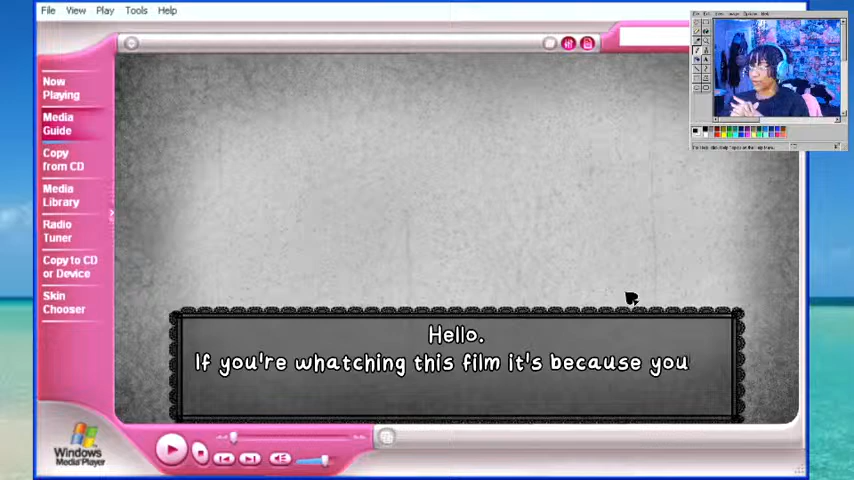 File View Play Tools Help
Now
Playing
Media
Guide
Copy
from CD
Media
Library
Radio
Tuner
Copy to CD
or Device
Skin
Chooser
Hello.
If you're whatching this film it's because you
Windows
Media Player